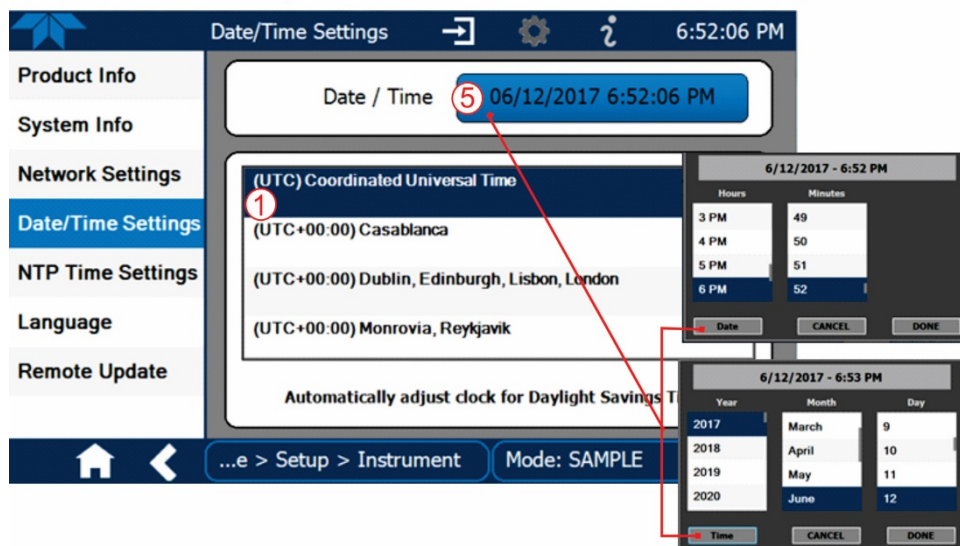 Date/Time Settings
6:52:06 PM
Product Info
System Info
Network Settings
Date/Time Settings
NTP Time Settings
Language
Remote Update
Date / Time
5
06/12/2017 6:52:06 PM
(UTC) Coordinated Universal Time
1
(UTC+00:00) Casablanca
(UTC+00:00) Dublin, Edinburgh, Lisbon, London
(UTC+00:00) Monrovia, Reykjavik
Automatically adjust clock for Daylight Savings T
...e > Setup > Instrument
Mode: SAMPLE
6/12/2017 - 6:52 PM
Hours Minutes
3 PM 49
4 PM 50
5 PM 51
6 PM 52
Date CANCEL DONE
6/12/2017 - 6:53 PM
Year Month Day
2017 March 9
2018 April 10
2019 May 11
2020 June 12
Time CANCEL DONE